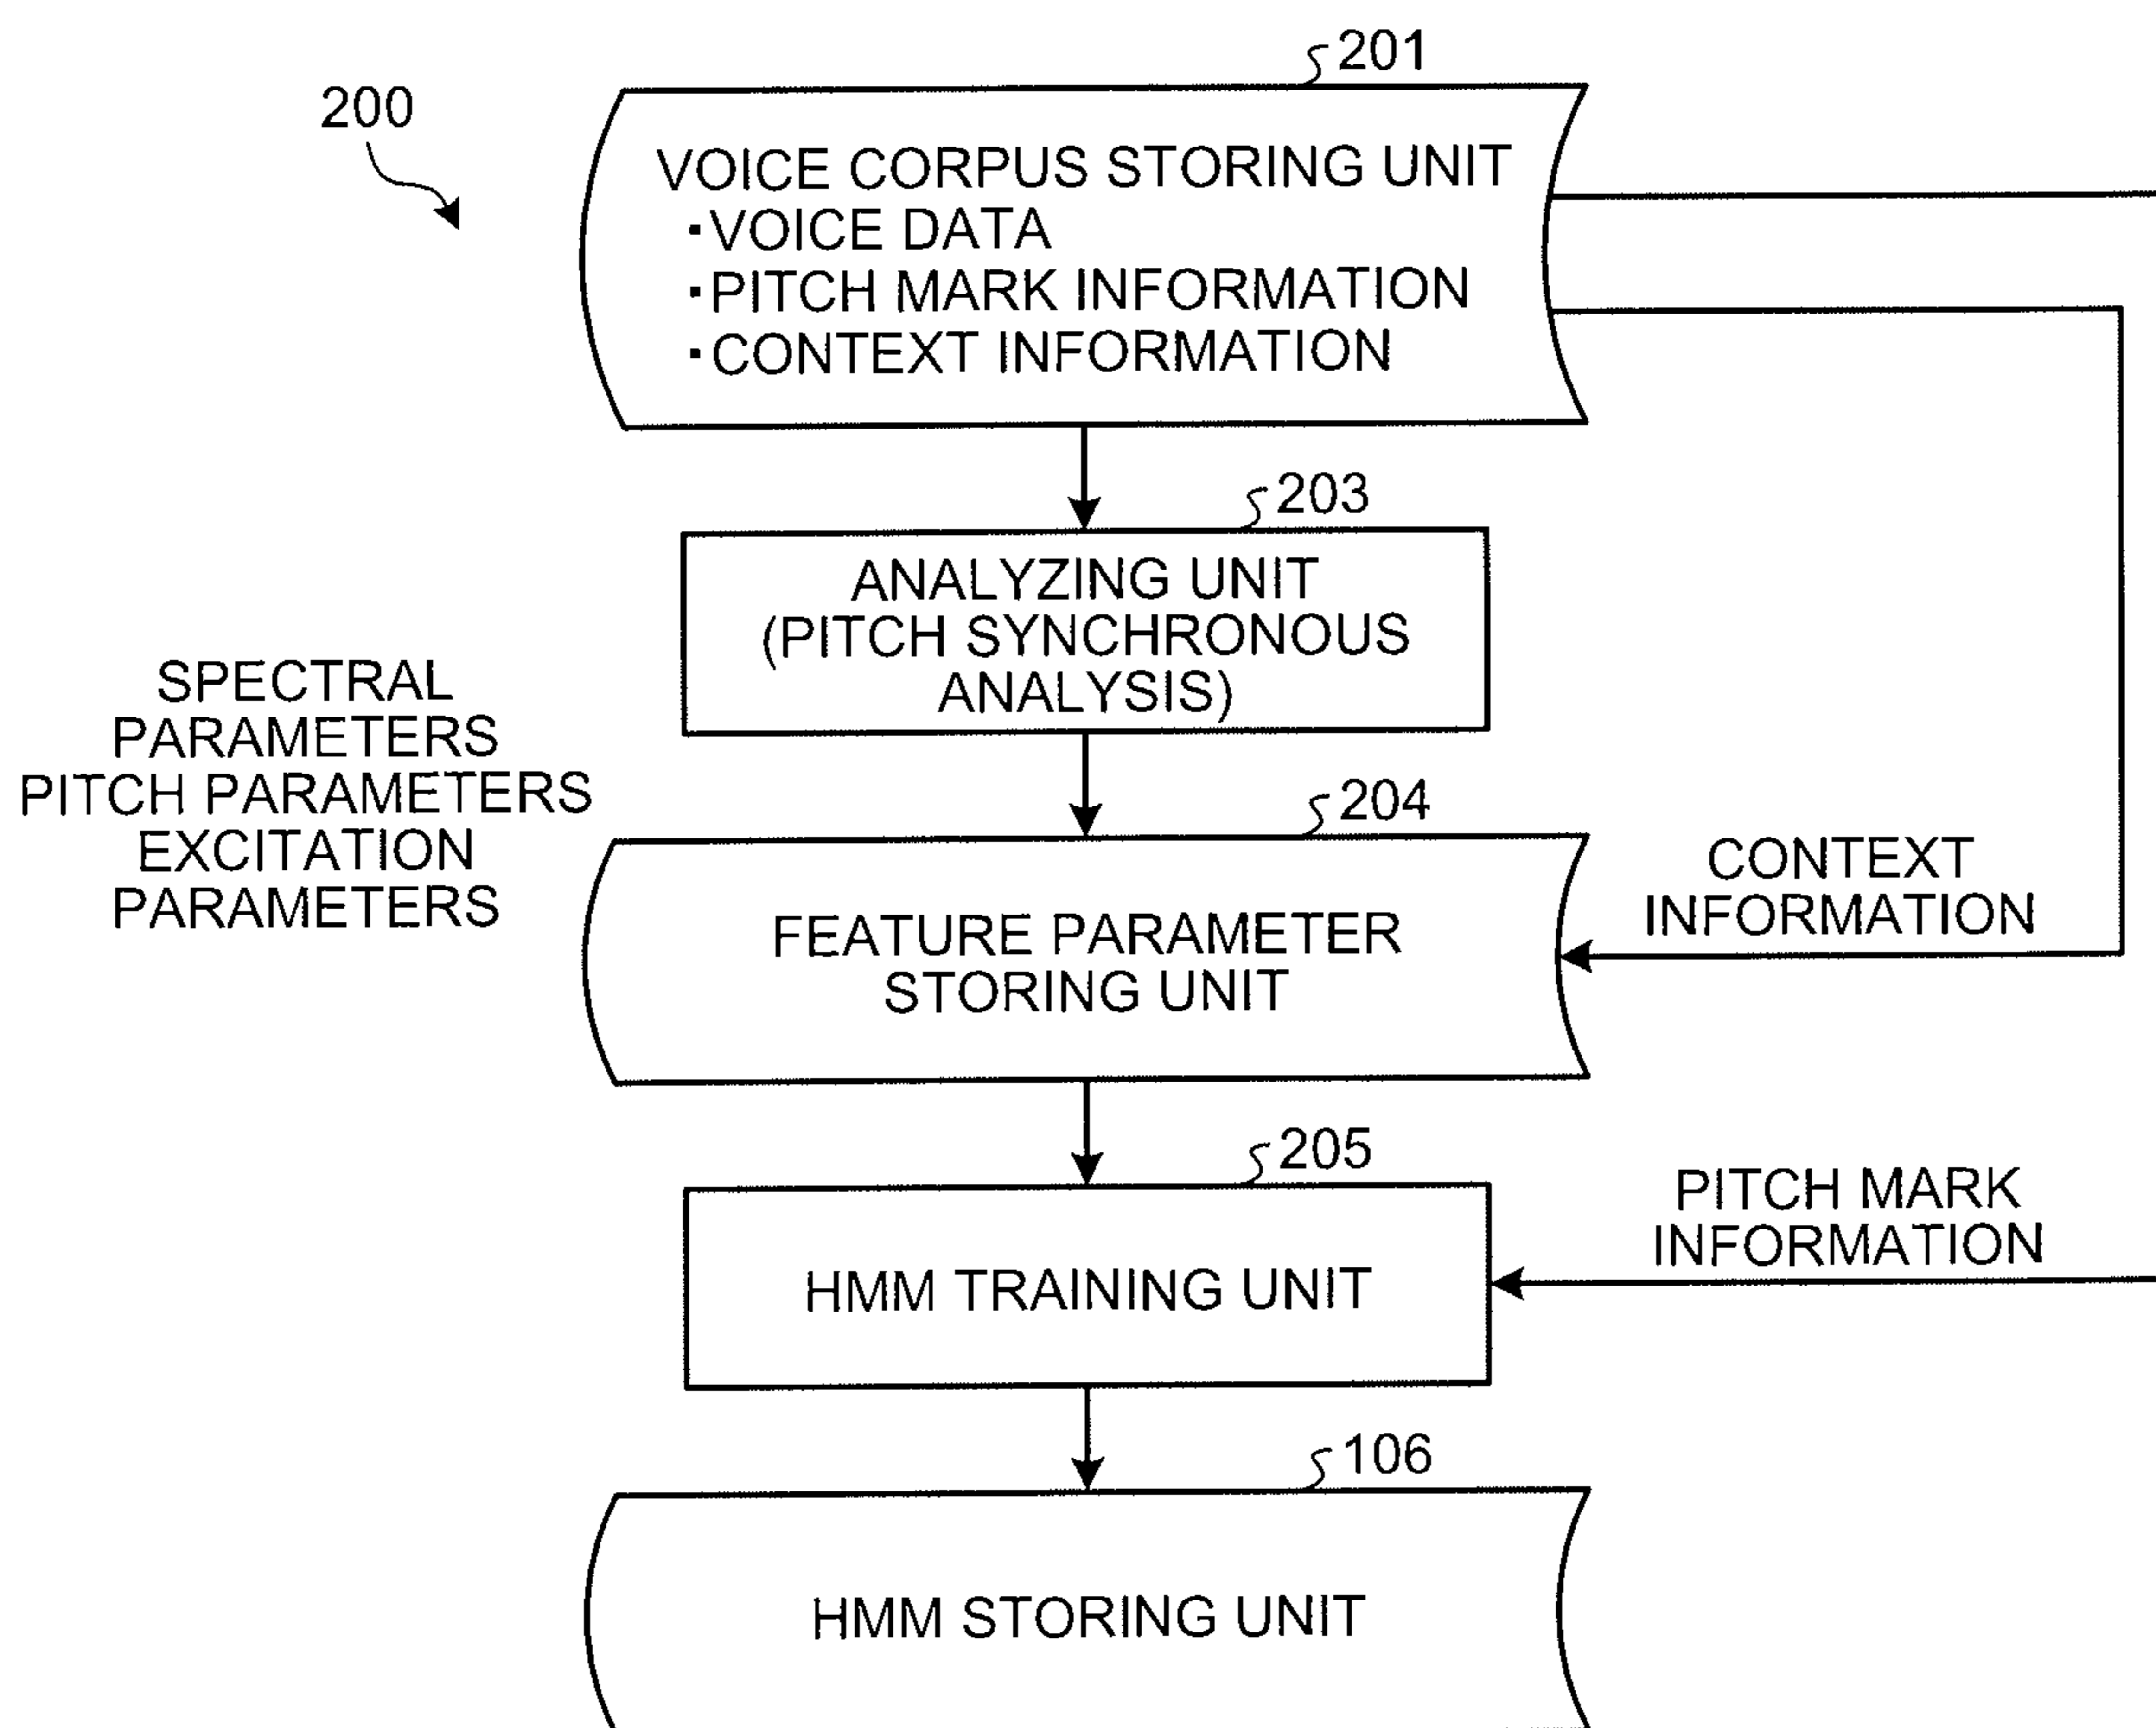 201
200
VOICE CORPUS STORING UNIT
・VOICE DATA
・PITCH MARK INFORMATION
・CONTEXT INFORMATION
203
ANALYZING UNIT
(PITCH SYNCHRONOUS
ANALYSIS)
SPECTRAL
PARAMETERS
PITCH PARAMETERS
EXCITATION
PARAMETERS
204
FEATURE PARAMETER
STORING UNIT
CONTEXT
INFORMATION
205
HMM TRAINING UNIT
PITCH MARK
INFORMATION
106
HMM STORING UNIT